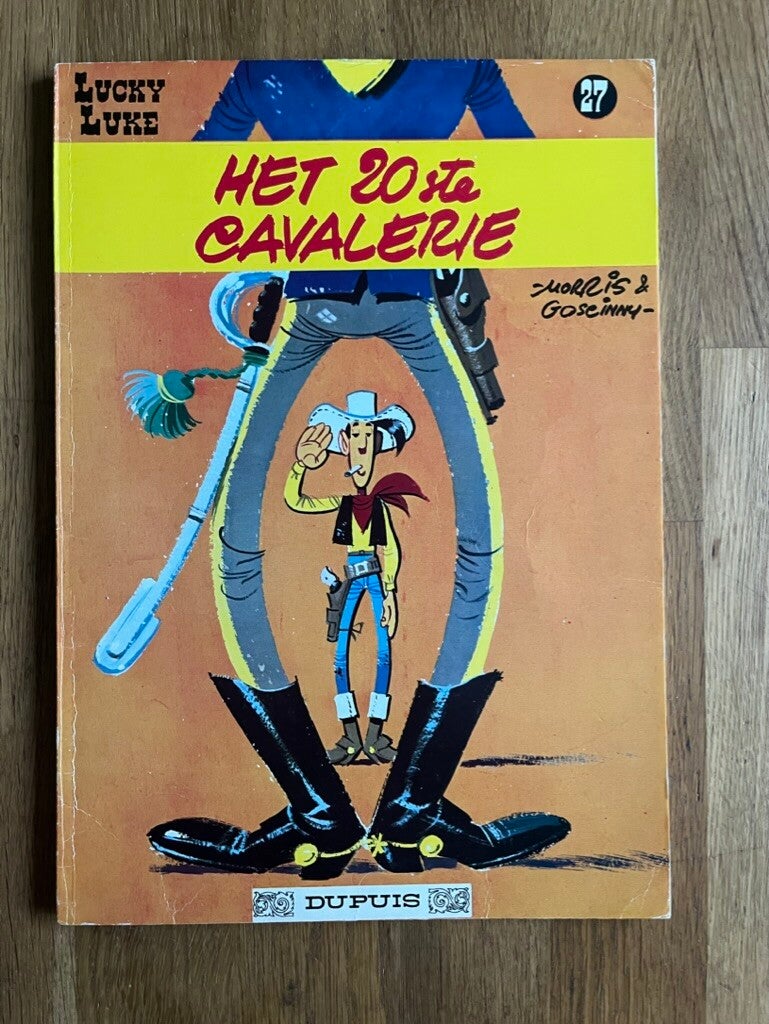 LUCKY
LUKE
27
HET 20ste
CAVALERIE
-MORRIS &
GOSCINNY-
DUPUIS